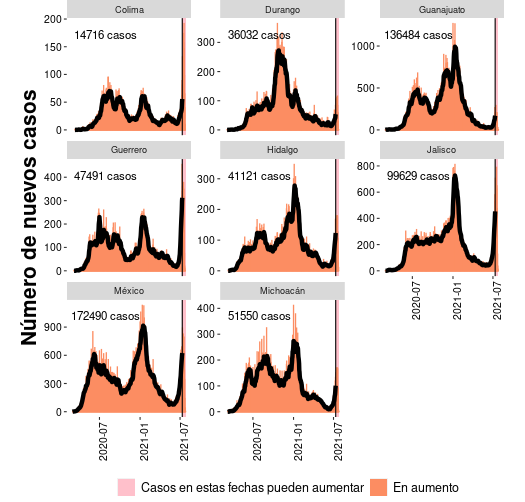 Número de nuevos casos
Colima
Durango
Guanajuato
200
150
100
50
0
14716 casos
300
200
100
0
36032 casos
1000
500
0
136484 casos
Guerrero
Hidalgo
Jalisco
400
300
200
100
0
47491 casos
300
200
100
0
41121 casos
800
600
400
200
0
99629 casos
México
Michoacán
2020-07
2021-01
2021-07
900
600
300
0
172490 casos
400
300
200
100
0
51550 casos
2020-07
2021-01
2021-07
2020-07
2021-01
2021-07
Casos en estas fechas pueden aumentar
En aumento